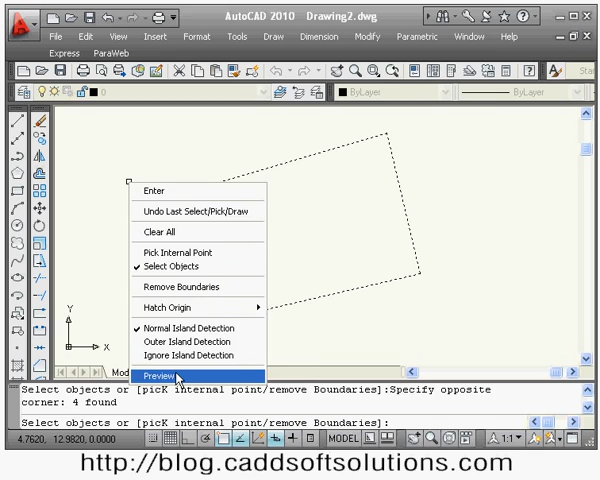 AutoCAD 2010 Drawing2.dwg
File Edit View Insert Format Tools Draw Dimension Modify Parametric Window Help
Express ParaWeb
0 ByLayer ByLayer
Enter
Undo Last Select/Pick/Draw
Clear All
Pick Internal Point
Select Objects
Remove Boundaries
Hatch Origin
Normal Island Detection
Outer Island Detection
Ignore Island Detection
Preview
Y
X
Select objects or [picK internal point/remove Boundaries]:Specify opposite
corner: 4 found
Select objects or [picK internal point/remove Boundaries]:
4.7620, 12.9820, 0.0000 MODEL 1:1
http://blog.caddsoftsolutions.com